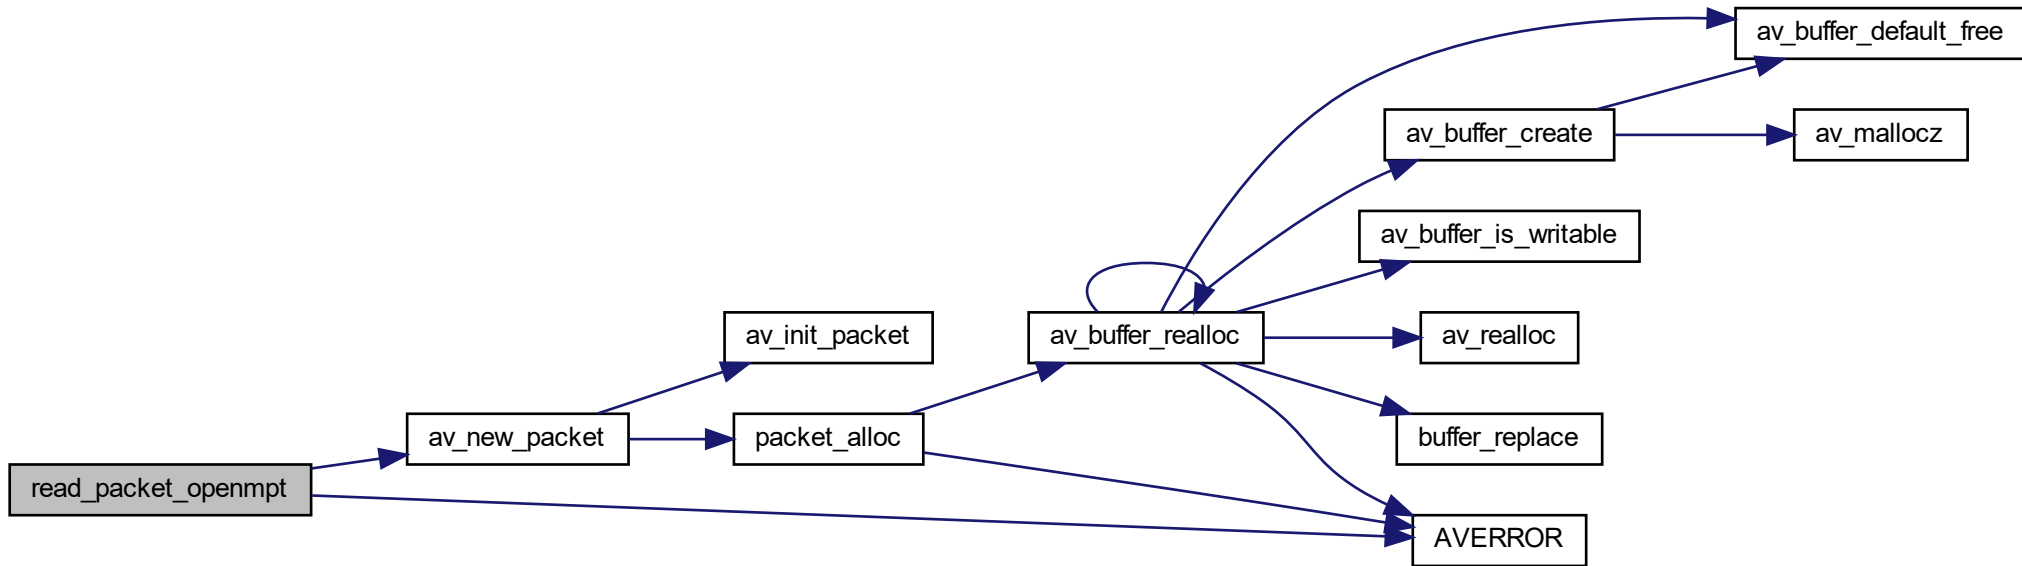 av_buffer_default_free
av_buffer_create
av_mallocz
av_buffer_is_writable
av_init_packet
av_buffer_realloc
av_realloc
av_new_packet
packet_alloc
buffer_replace
read_packet_openmpt
AVERROR